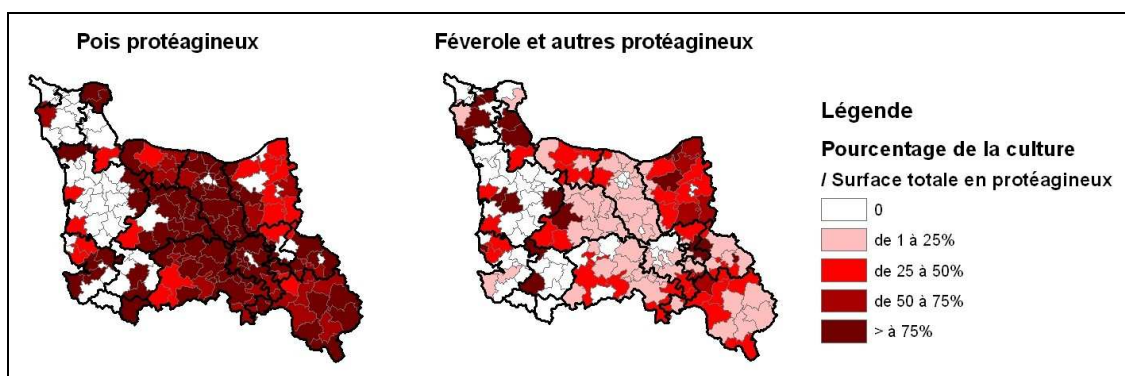 Pois protéagineux
Féverole et autres protéagineux
Légende
Pourcentage de la culture
/ Surface totale en protéagineux
0
de 1 à 25%
de 25 à 50%
de 50 à 75%
> à 75%